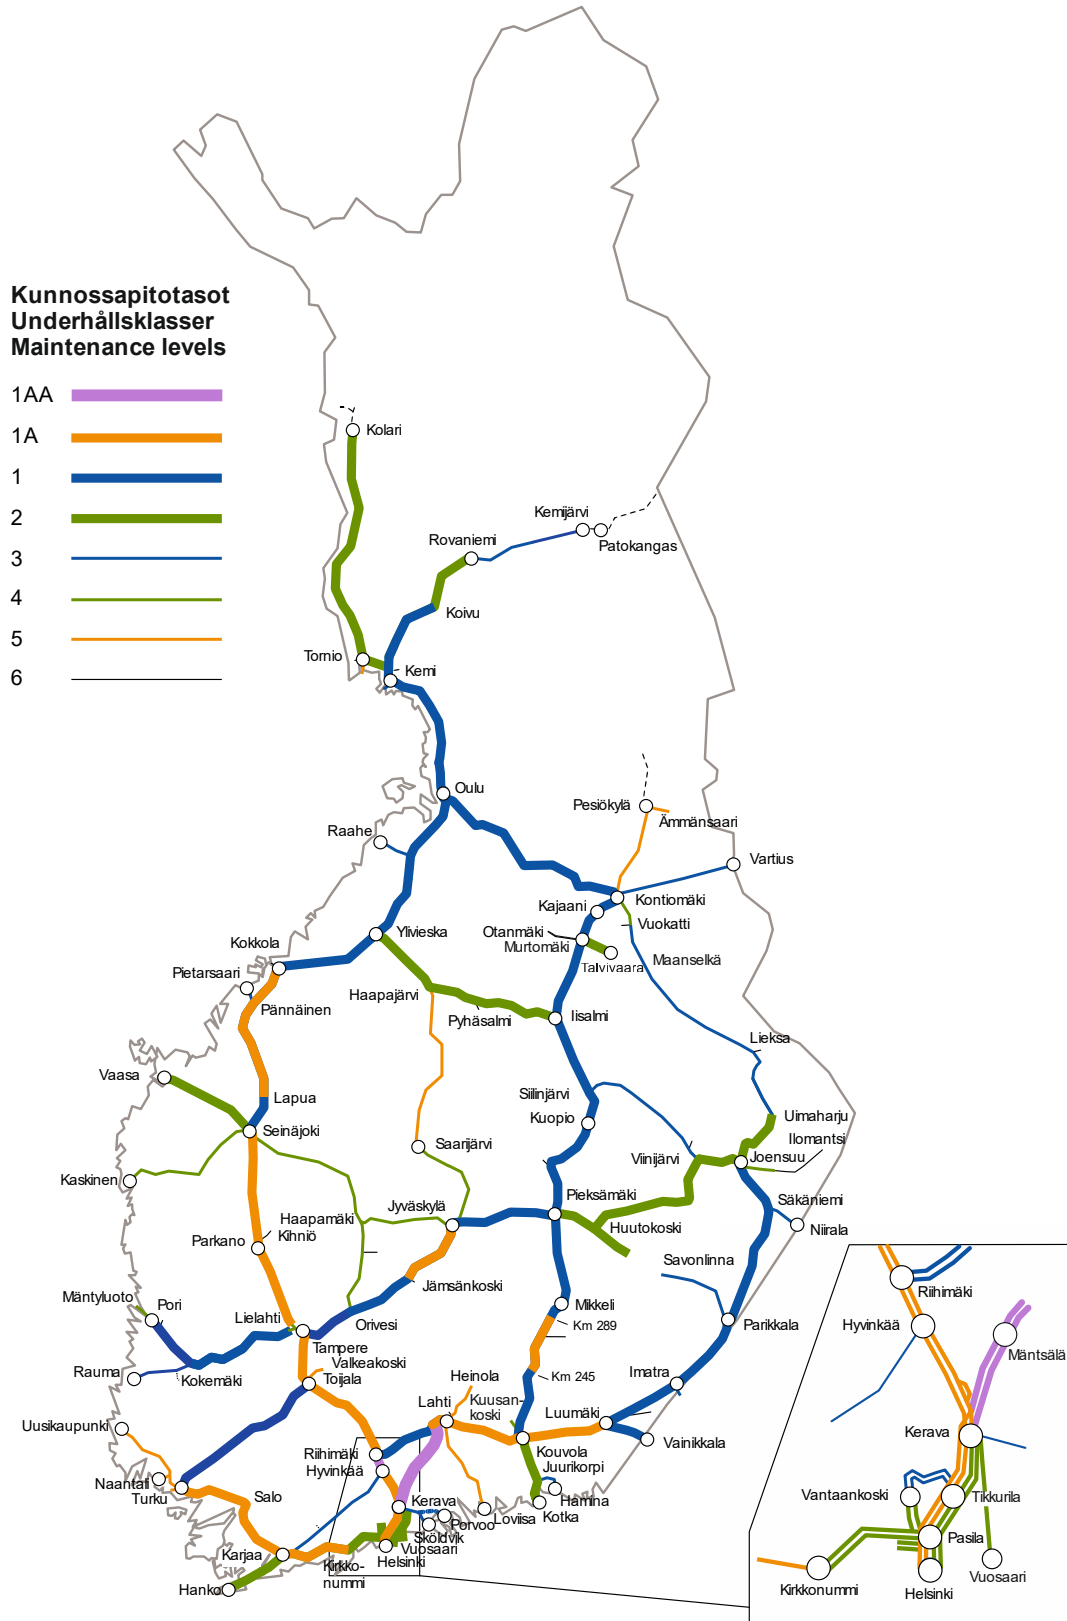 Kunnossapitotasot
Underhållsklasser
Maintenance levels
1AA
1A
1
2
3
4
5
6
Kolari
Kemijärvi
Rovaniemi
Patokangas
Koivu
Tornio
Kemi
Oulu
Pesiökylä
Ämmänsaari
Raahe
Vartius
Kontiomäki
Kajaani
Vuokatti
Otanmäki
Murtomäki
Ylivieska
Kokkola
Maanselkä
Talvivaara
Pietarsaari
Haapajärvi
Pännäinen
Pyhäsalmi
Iisalmi
Lieksa
Vaasa
Lapua
Siilinjärvi
Kuopio
Uimaharju
Seinäjoki
Ilomantsi
Saarijärvi
Viinijärvi
Joensuu
Kaskinen
Pieksämäki
Jyväskylä
Säkäniemi
Haapamäki
Huutokoski
Niirala
Kihniö
Parkano
Savonlinna
Jämsänkoski
Mäntyluoto
Pori
Mikkeli
Lielahti
Orivesi
Km 289
Parikkala
Tampere
Valkeakoski
Rauma
Kokemäki
Toijala
Heinola
Km 245
Imatra
Lahti
Kuusan-
koski
Luumäki
Uusikaupunki
Vainikkala
Riihimäki
Kouvola
Hyvinkää
Juurikorpi
Naantali
Turku
Salo
Kerava
Hamina
Porvoo
Loviisa
Kotka
Sköldvik
Vuosaari
Karjaa
Helsinki
Kirkko-
nummi
Hanko
Riihimäki
Hyvinkää
Mäntsälä
Kerava
Vantaankoski
Tikkurila
Pasila
Kirkkonummi
Helsinki
Vuosaari